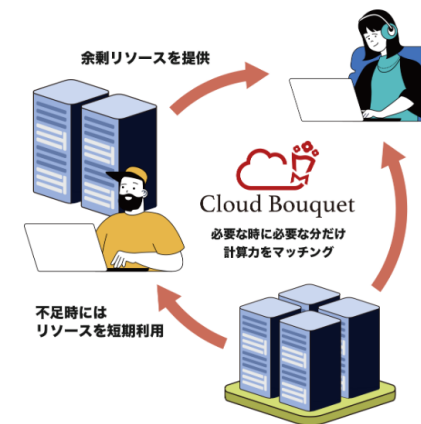 余剰リソースを提供
Cloud Bouquet
必要な時に必要な分だけ
計算力をマッチング
不足時には
リソースを短期利用